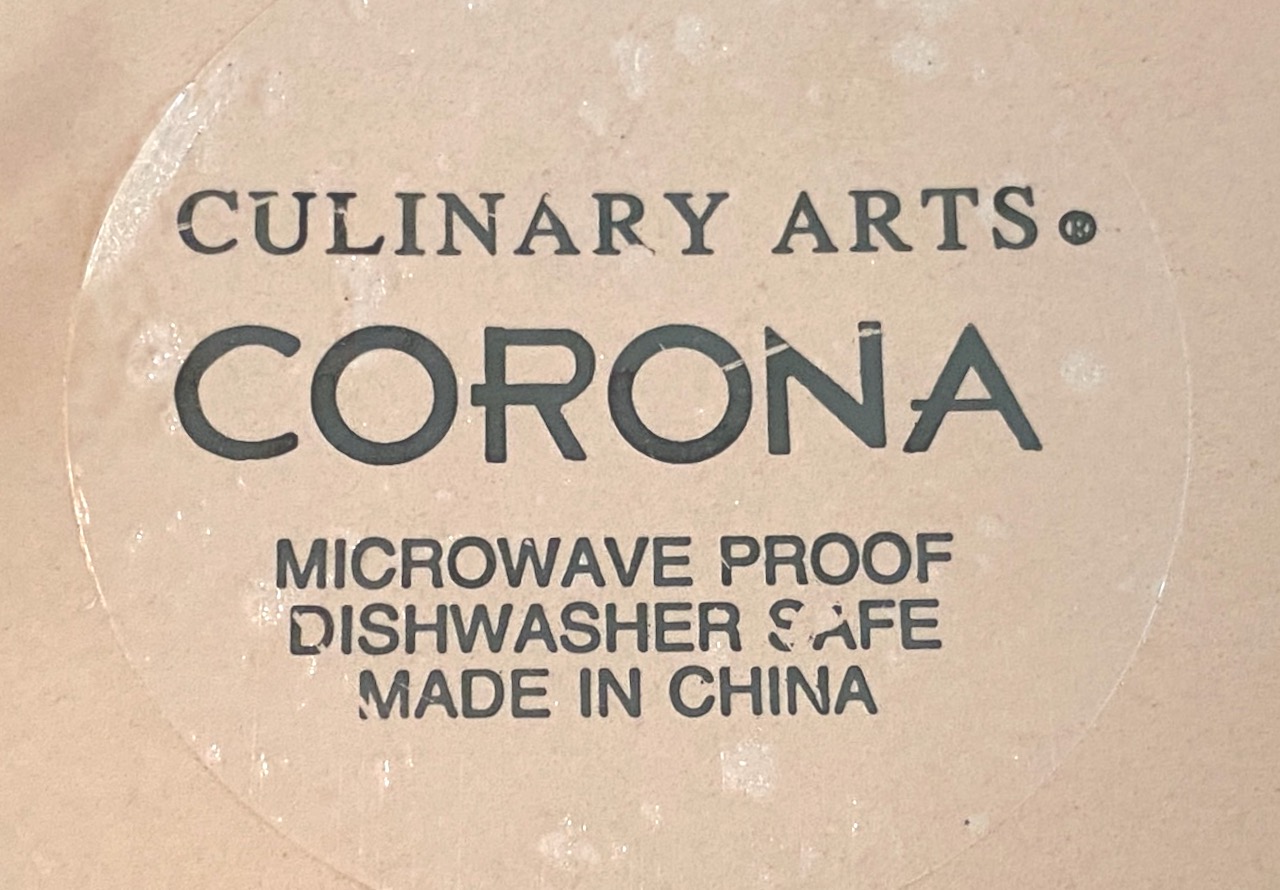 CULINARY ARTS®
CORONA
MICROWAVE PROOF
DISHWASHER SAFE
MADE IN CHINA